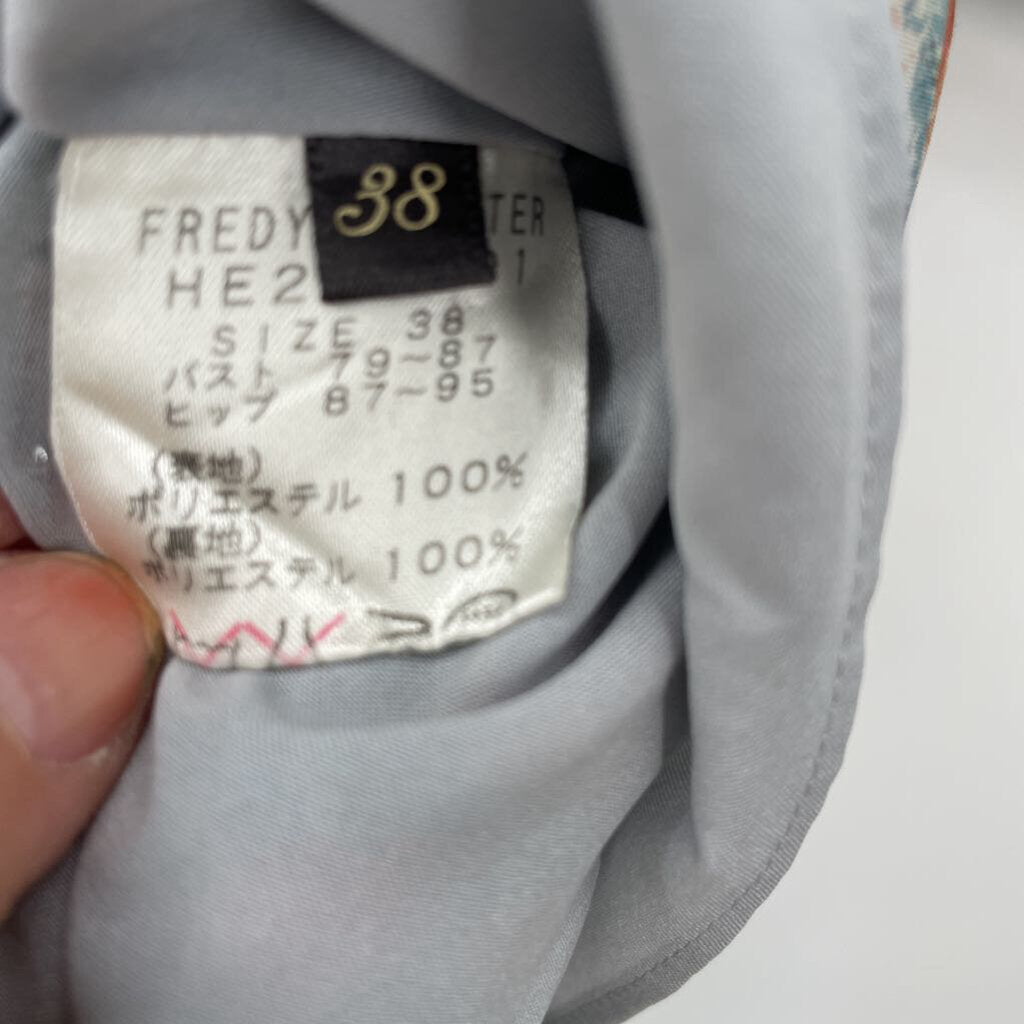 38
FREDY TER
HE2 1
SIZE 38
バスト 79~87
ヒップ 87~95
(表地)
ポリエステル 100%
(裏地)
ポリエステル 100%